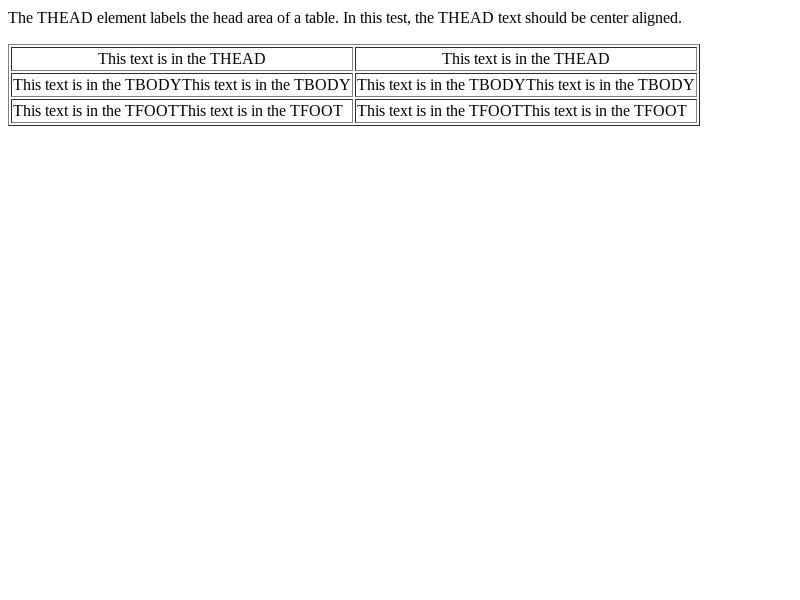 The THEAD element labels the head area of a table. In this test, the THEAD text should be center aligned.
This text is in the THEAD This text is in the THEAD
This text is in the TBODYThis text is in the TBODY This text is in the TBODYThis text is in the TBODY
This text is in the TFOOTThis text is in the TFOOT This text is in the TFOOTThis text is in the TFOOT